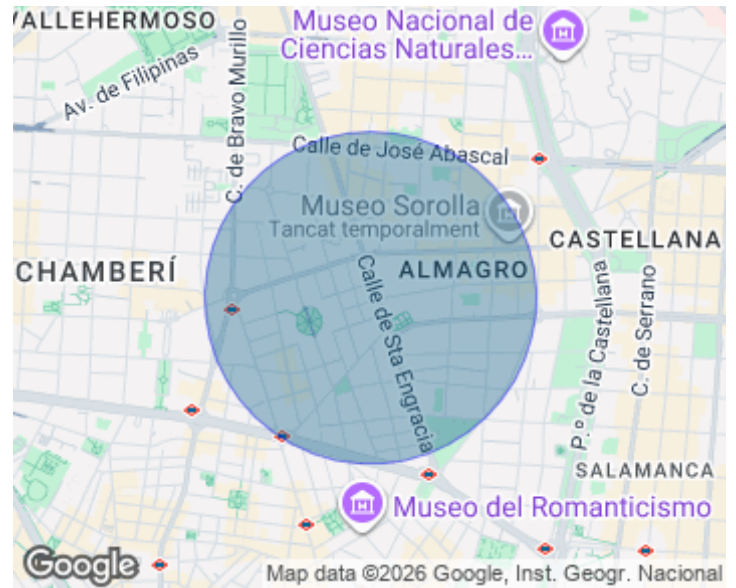 VALLEHERMOSO
Museo Nacional de
Ciencias Naturales...
Av. de Filipinas
C. de Bravo Murillo
Calle de José Abascal
Museo Sorolla
Tancat temporalment
CASTELLANA
CHAMBERÍ
ALMAGRO
Calle de Sta Engracia
P.º de la Castellana
C. de Serrano
SALAMANCA
Museo del Romanticismo
Google
Map data ©2026 Google, Inst. Geogr. Nacional